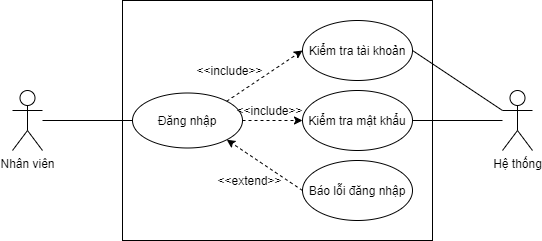 Kiểm tra tài khoản
<<include>>
<<include>>
Đăng nhập
Kiểm tra mật khẩu
Nhân viên
Hệ thống
<<extend>>
Báo lỗi đăng nhập